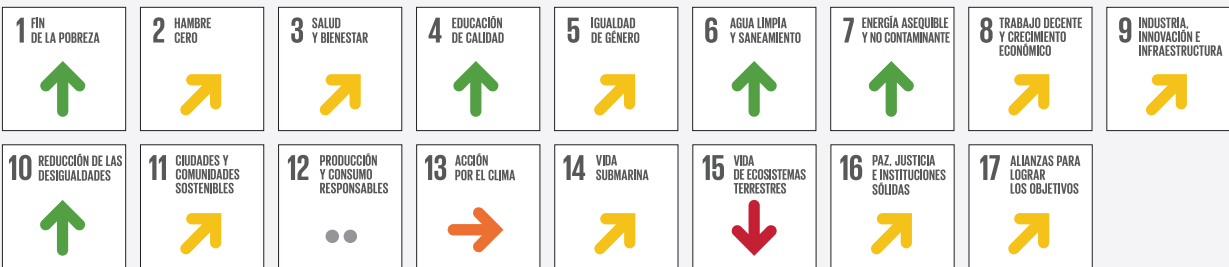 1 FIN
DE LA POBREZA
2 HAMBRE
CERO
3 SALUD
Y BIENESTAR
4 EDUCACIÓN
DE CALIDAD
5 IGUALDAD
DE GÉNERO
6 AGUA LIMPIA
Y SANEAMIENTO
7 ENERGÍA ASEQUIBLE
Y NO CONTAMINANTE
8 TRABAJO DECENTE
Y CRECIMIENTO
ECONÓMICO
9 INDUSTRIA,
INNOVACIÓN E
INFRAESTRUCTURA
10 REDUCCIÓN DE LAS
DESIGUALDADES
11 CIUDADES Y
COMUNIDADES
SOSTENIBLES
12 PRODUCCIÓN
Y CONSUMO
RESPONSABLES
13 ACCIÓN
POR EL CLIMA
14 VIDA
SUBMARINA
15 VIDA
DE ECOSISTEMAS
TERRESTRES
16 PAZ, JUSTICIA
E INSTITUCIONES
SÓLIDAS
17 ALIANZAS PARA
LOGRAR
LOS OBJETIVOS